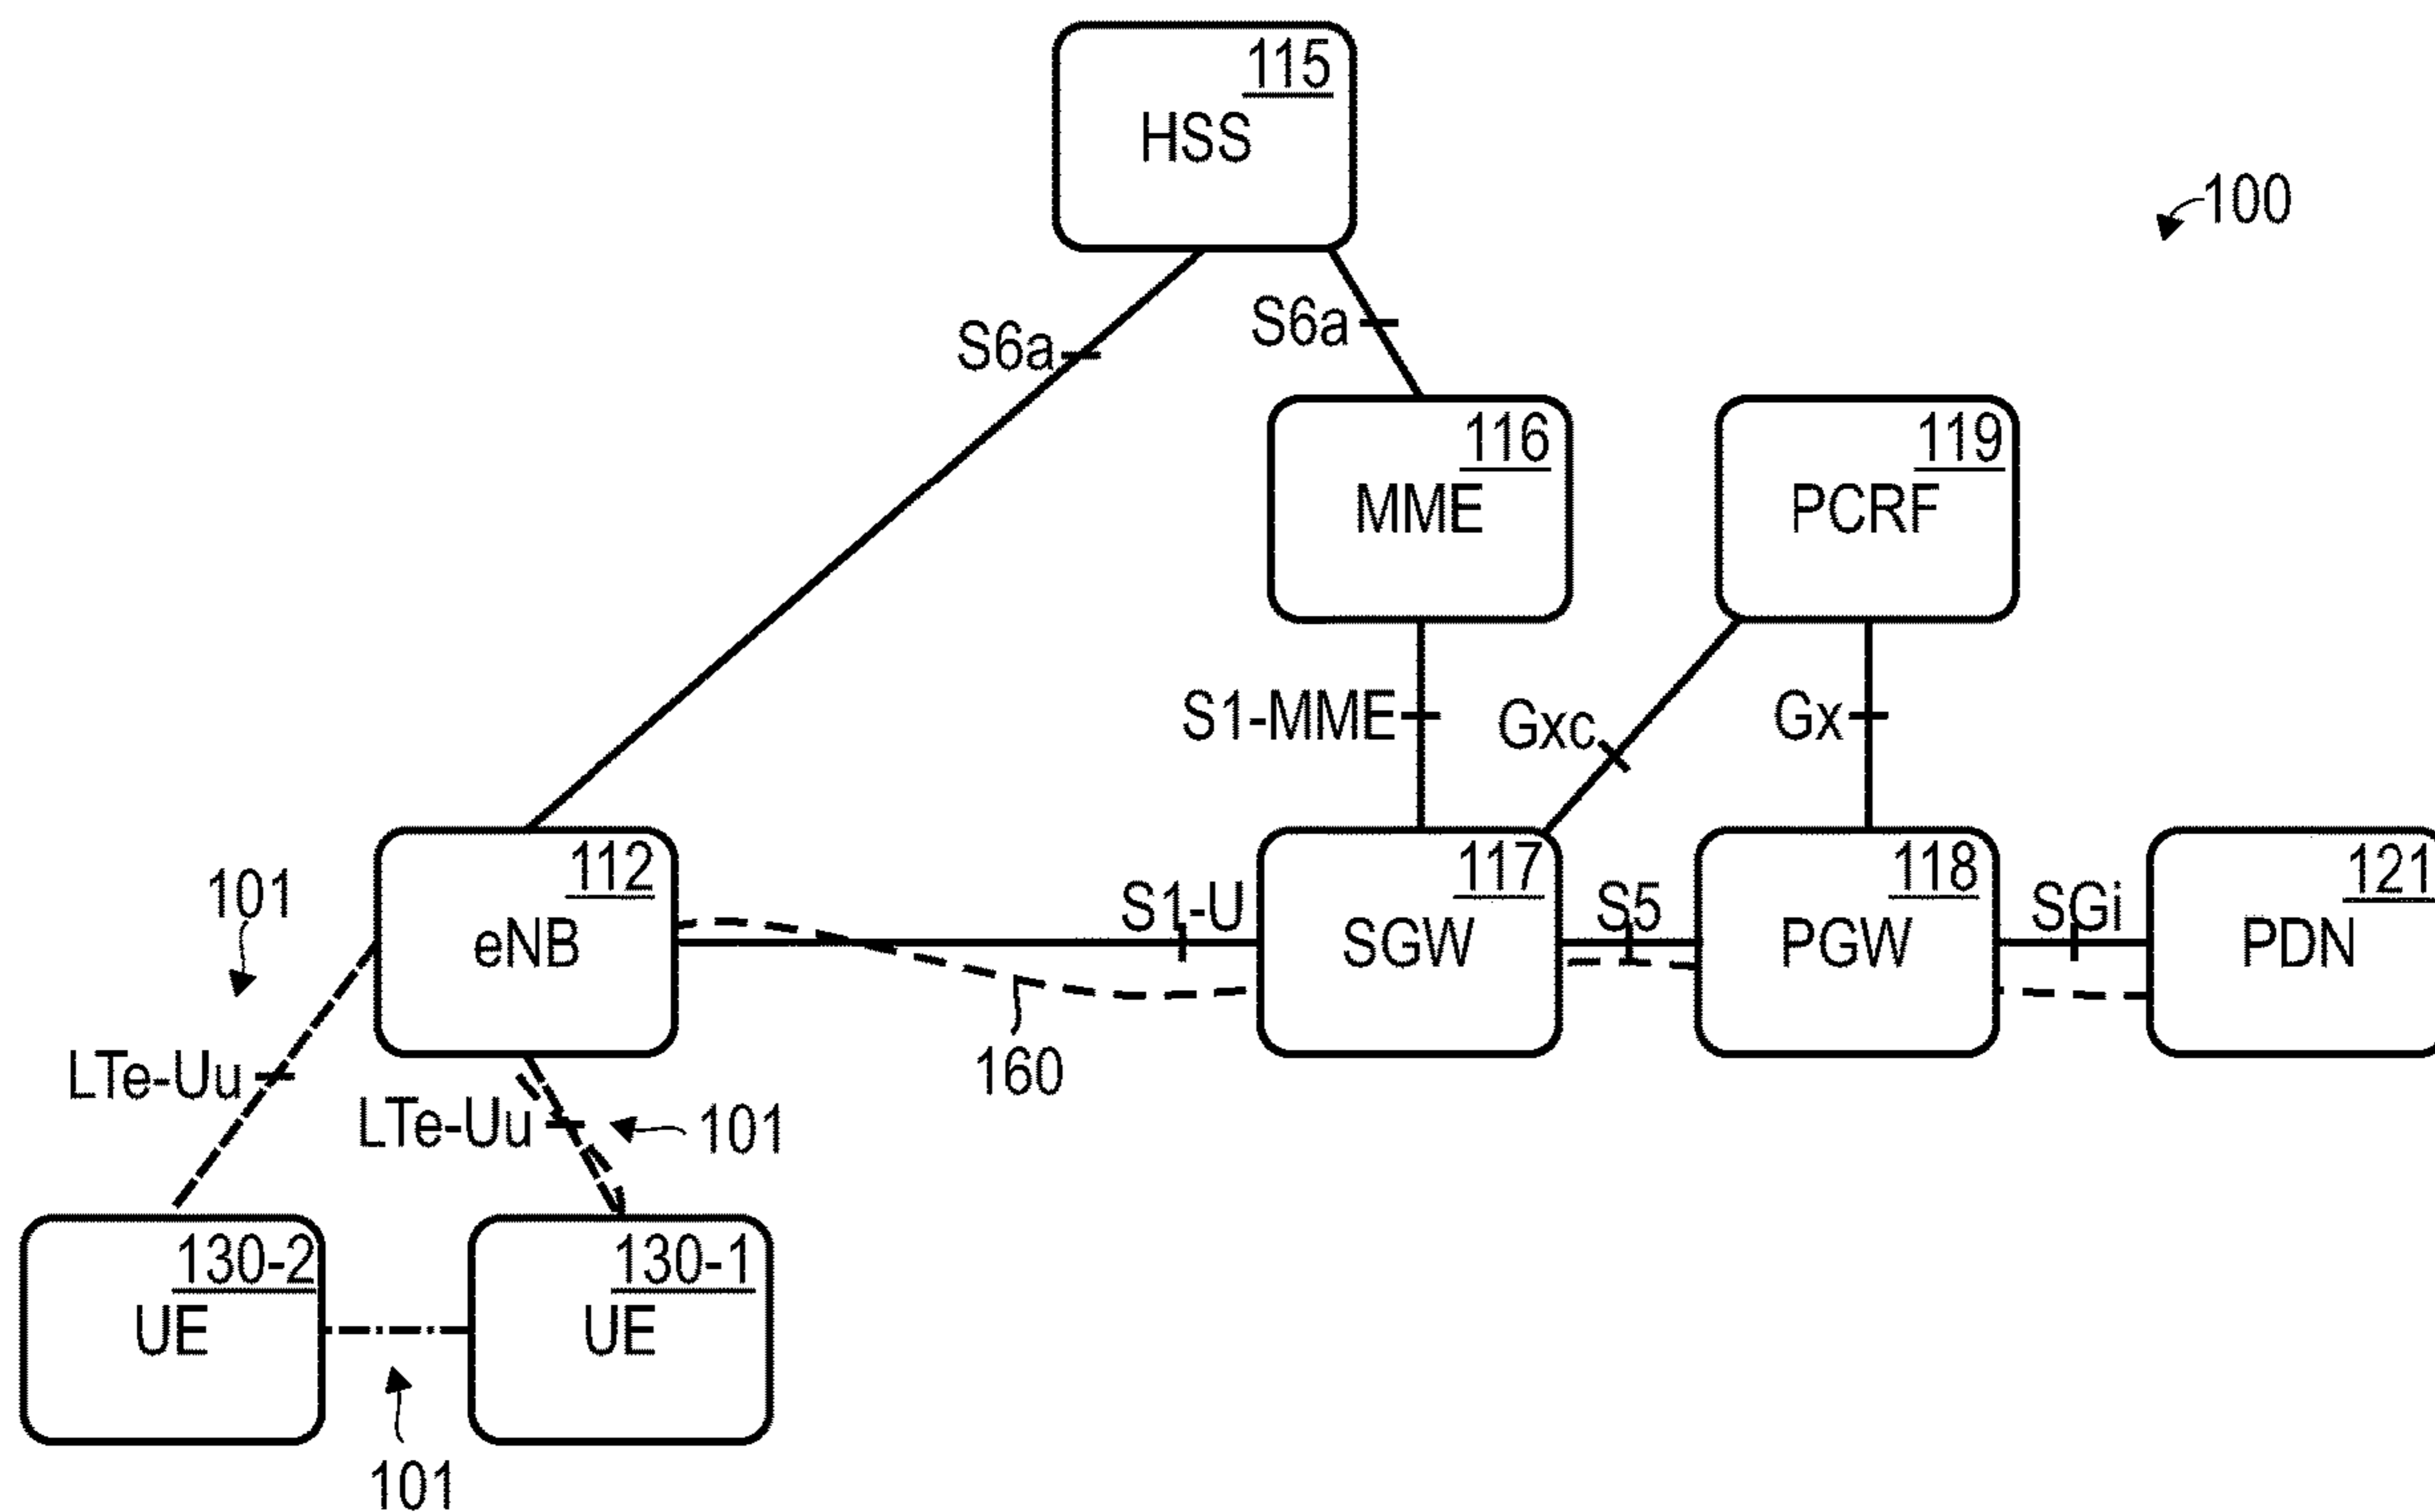 115
HSS
100
S6a
S6a
116
MME
119
PCRF
S1-MME
Gxc
Gx
112
eNB
117
SGW
118
PGW
121
PDN
101
S1-U
S5
SGi
160
LTe-Uu
LTe-Uu
101
130-2
UE
130-1
UE
101